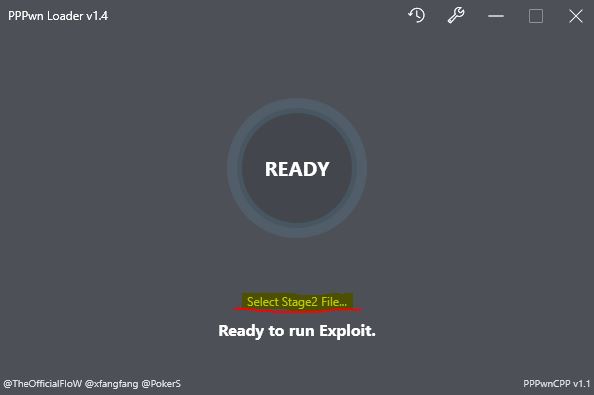 PPPwn Loader v1.4
READY
Select Stage2 File...
Ready to run Exploit.
@TheOfficialFloW @xfangfang @PokerS
PPPwnCPP v1.1